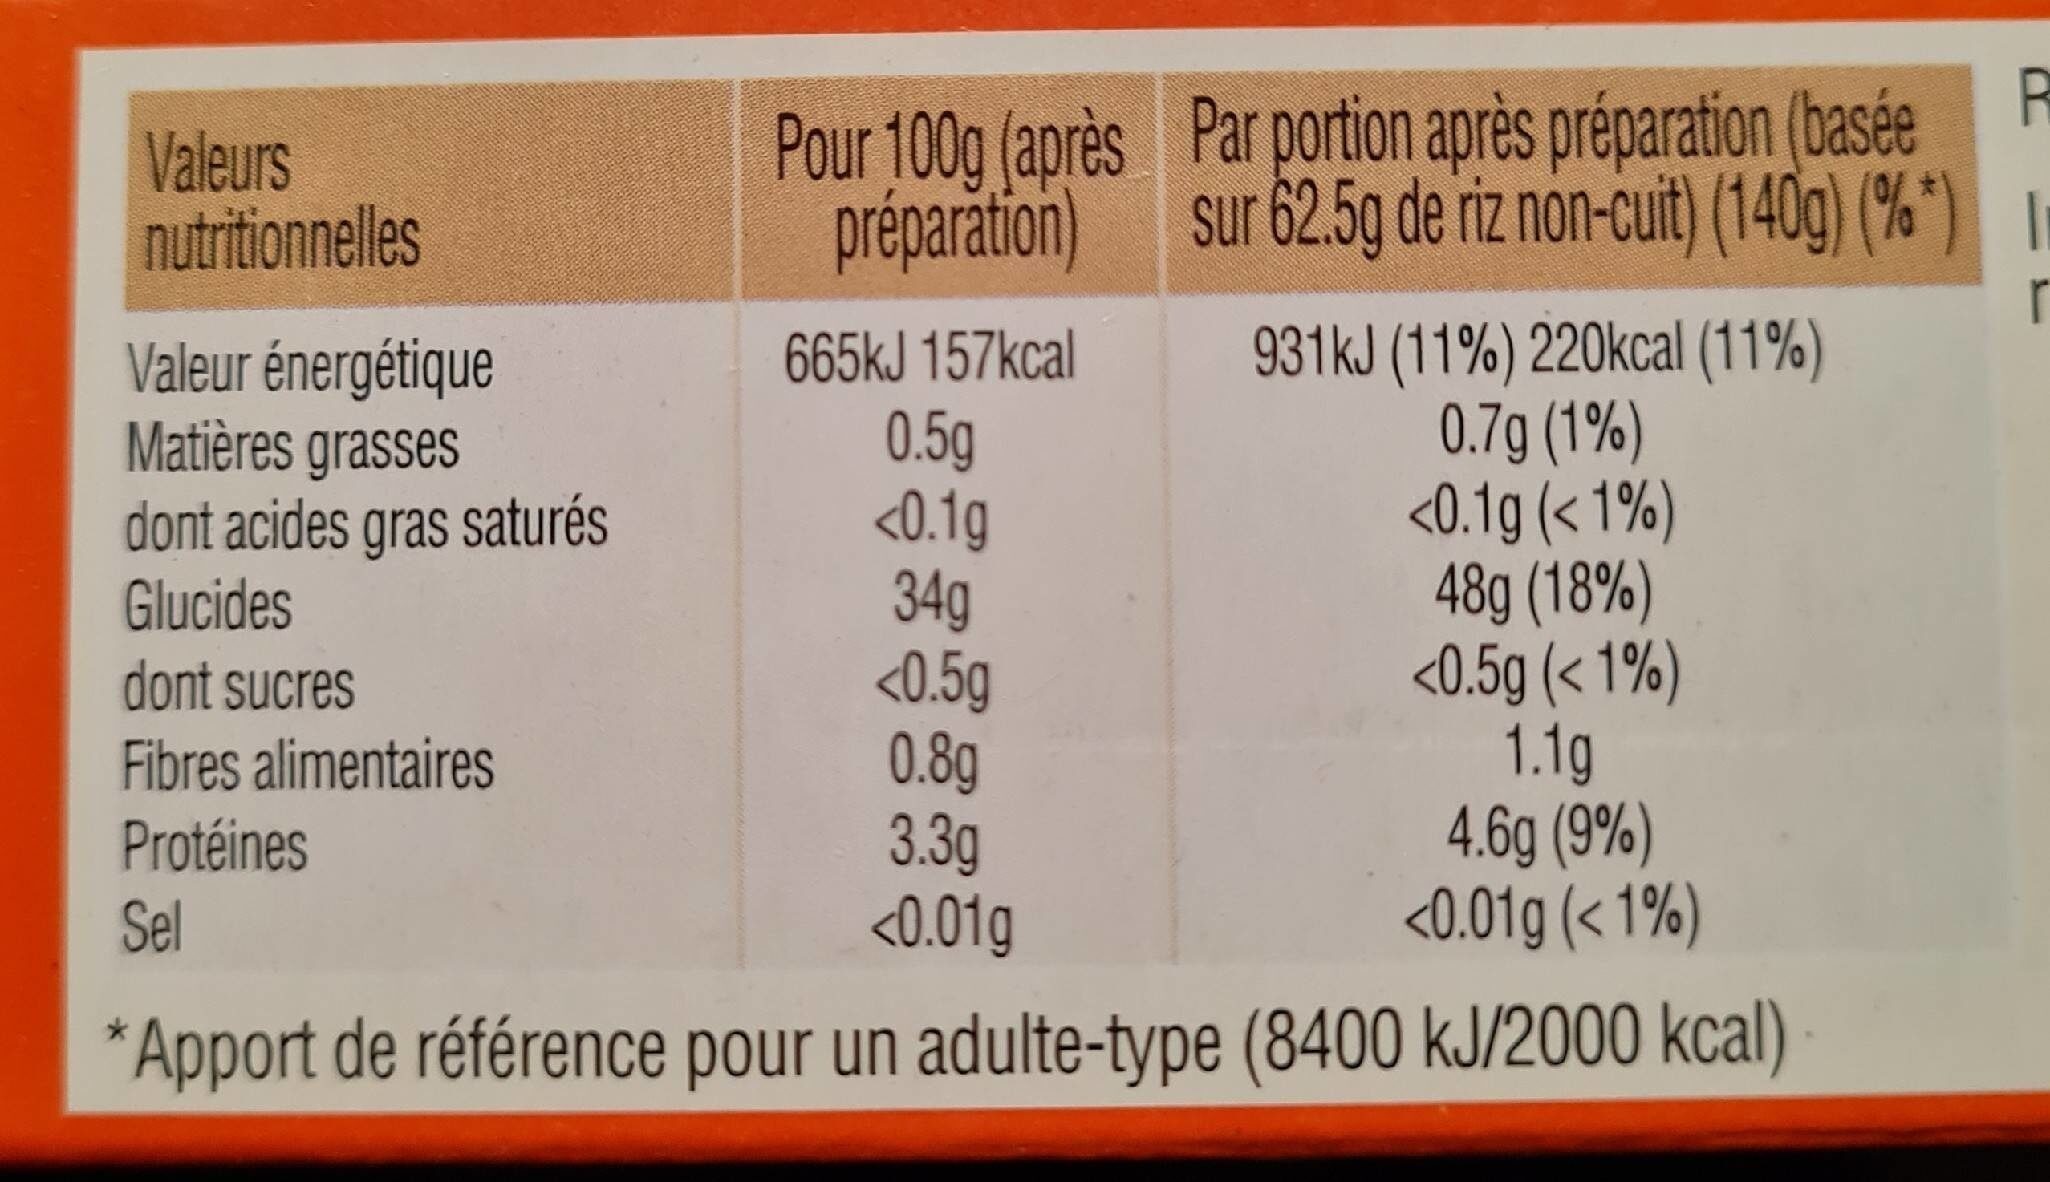 Valeurs nutritionnelles Pour 100g (après préparation) Par portion après préparation (basée sur 62.5g de riz non-cuit) (140g) (%*)
Valeur énergétique 665kJ 157kcal 931kJ (11%) 220kcal (11%)
Matières grasses 0.5g 0.7g (1%)
dont acides gras saturés <0.1g <0.1g (< 1%)
Glucides 34g 48g (18%)
dont sucres <0.5g <0.5g (< 1%)
Fibres alimentaires 0.8g 1.1g
Protéines 3.3g 4.6g (9%)
Sel <0.01g <0.01g (< 1%)
*Apport de référence pour un adulte-type (8400 kJ/2000 kcal)